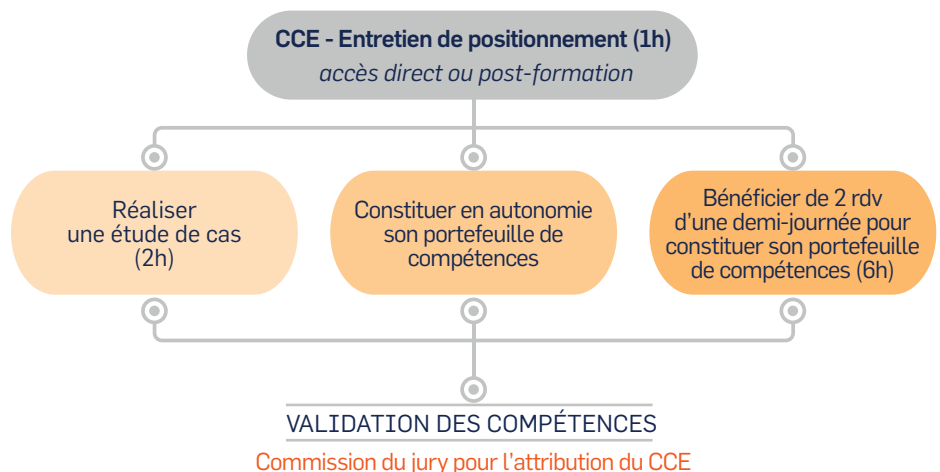 CCE - Entretien de positionnement (1h)
accès direct ou post-formation
Réaliser
une étude de cas
(2h)
Constituer en autonomie
son portefeuille de
compétences
Bénéficier de 2 rdv
d'une demi-journée pour
constituer son portefeuille
de compétences (6h)
VALIDATION DES COMPÉTENCES
Commission du jury pour l'attribution du CCE